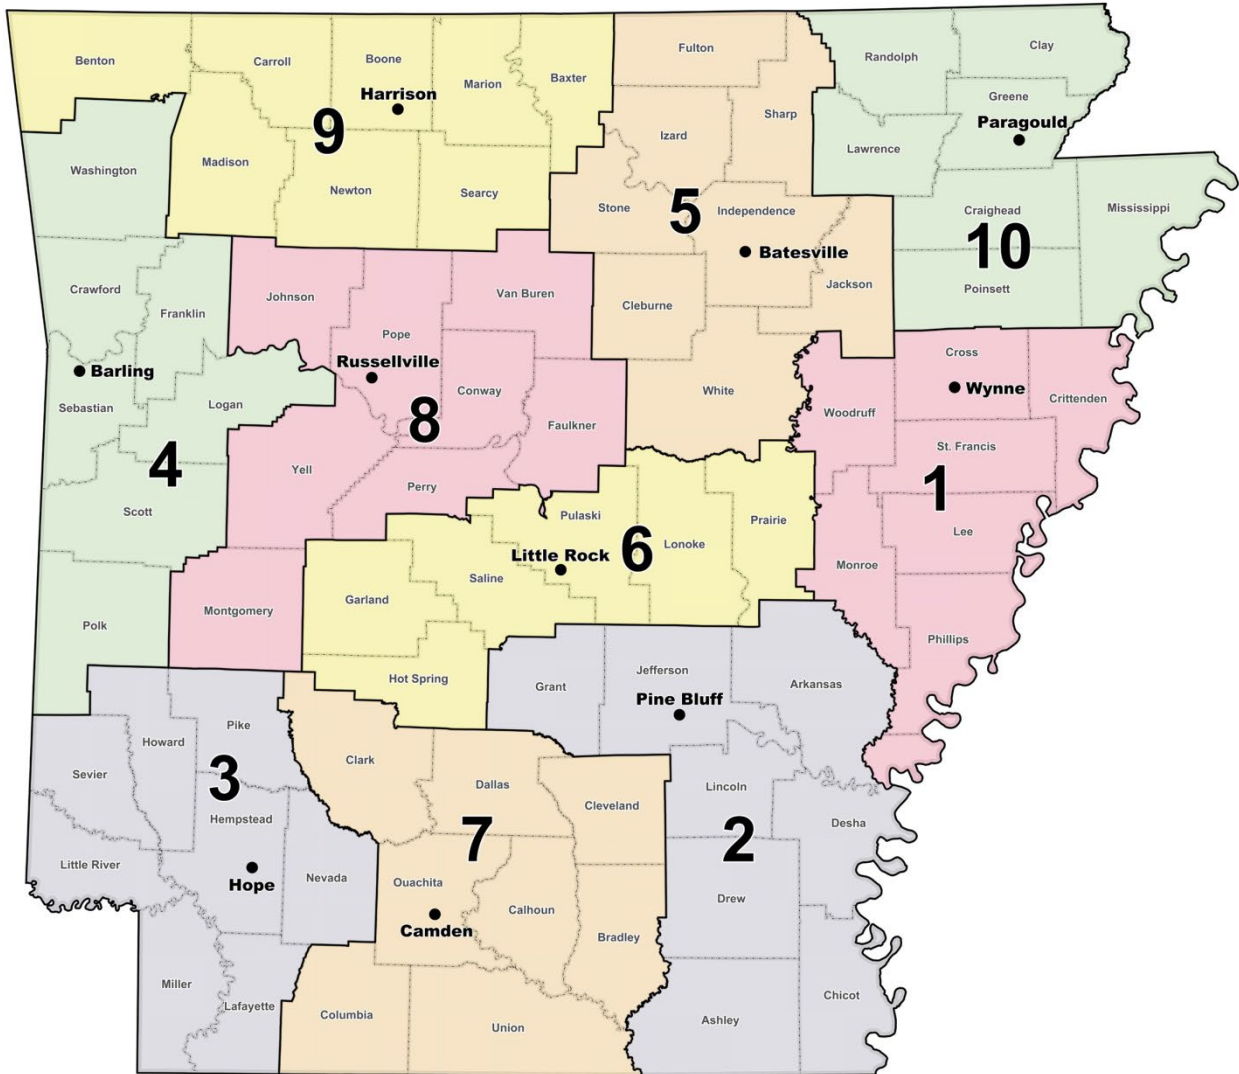 Benton
Carroll
Boone
Marion
Baxter
Fulton
Randolph
Clay
Harrison
Greene
Sharp
Izard
Paragould
9
Lawrence
Madison
Washington
Newton
Searcy
Stone
5
Independence
Craighead
Mississippi
10
Batesville
Crawford
Franklin
Johnson
Van Buren
Cleburne
Jackson
Poinsett
Pope
Russellville
Cross
Barling
Conway
White
Wynne
Sebastian
Logan
8
Faulkner
Woodruff
Crittenden
4
Yell
St. Francis
Perry
1
Scott
Pulaski
Prairie
Little Rock
6
Lonoke
Lee
Saline
Monroe
Garland
Montgomery
Polk
Phillips
Hot Spring
Grant
Jefferson
Arkansas
Pine Bluff
Pike
Howard
Clark
Sevier
3
Dallas
Lincoln
Cleveland
Hempstead
Desha
7
2
Little River
Hope
Nevada
Ouachita
Drew
Calhoun
Camden
Bradley
Miller
Lafayette
Chicot
Columbia
Union
Ashley